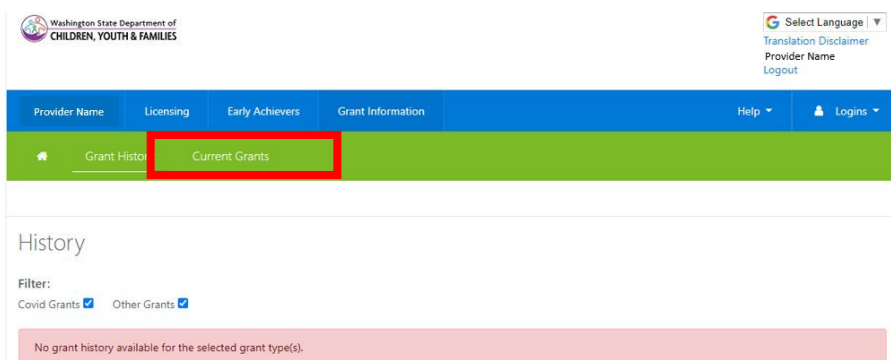 Washington State Department of
CHILDREN, YOUTH & FAMILIES
Select Language
Translation Disclaimer
Provider Name
Logout
Provider Name Licensing Early Achievers Grant Information Help Logins
Grant History Current Grants
History
Filter:
Covid Grants Other Grants
No grant history available for the selected grant type(s).